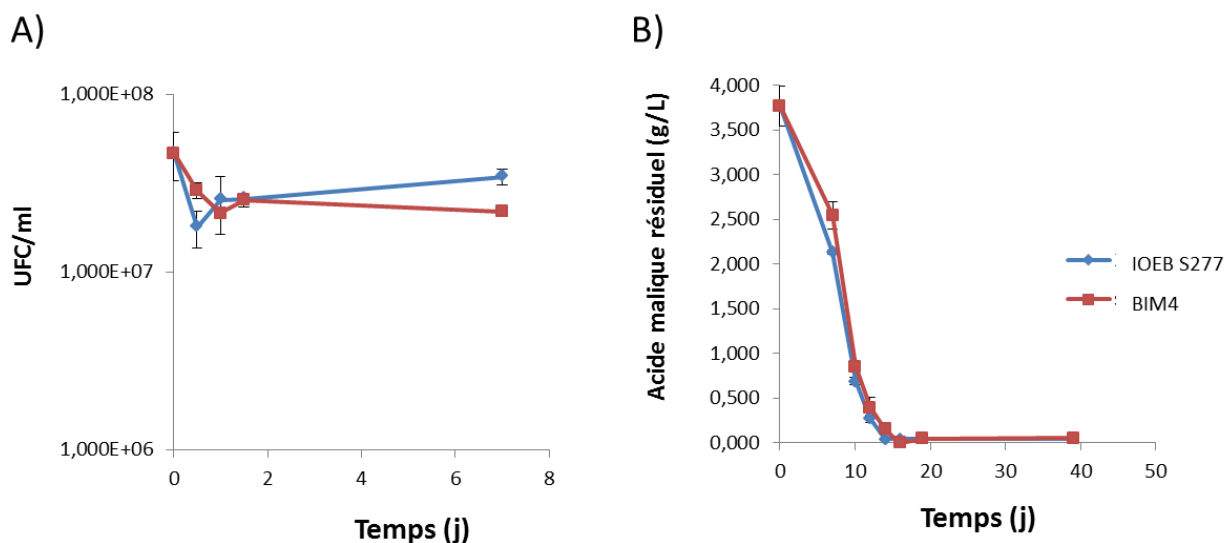 A)
UFC/ml
1,000E+08
1,000E+07
1,000E+06
0
2
4
6
8
Temps (j)
B)
Acide malique résiduel (g/L)
4,000
3,500
3,000
2,500
2,000
1,500
1,000
0,500
0,000
0
10
20
30
40
50
Temps (j)
IOEB S277
BIM4